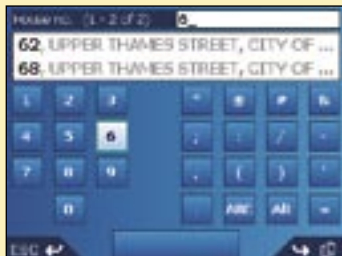 House no. (1 - 2 of 2) 6_
62, UPPER THAMES STREET, CITY OF ...
68, UPPER THAMES STREET, CITY OF ...
1 2 3 * @ # &
4 5 6 ; : / -
7 8 9 . ( ) '
0 ABC Äß
ESC